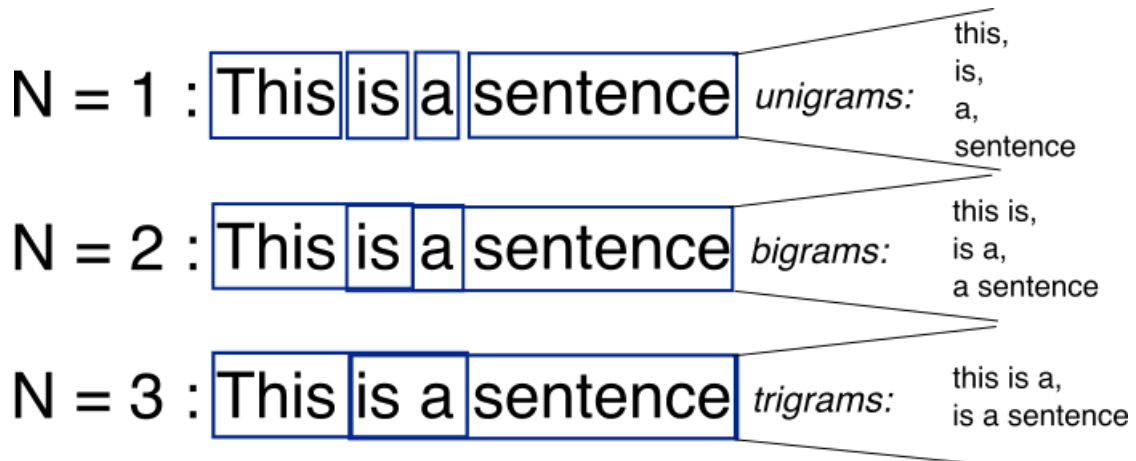 N = 1 : This is a sentence unigrams:
this,
is,
a,
sentence
N = 2 : This is a sentence bigrams:
this is,
is a,
a sentence
N = 3 : This is a sentence trigrams:
this is a,
is a sentence